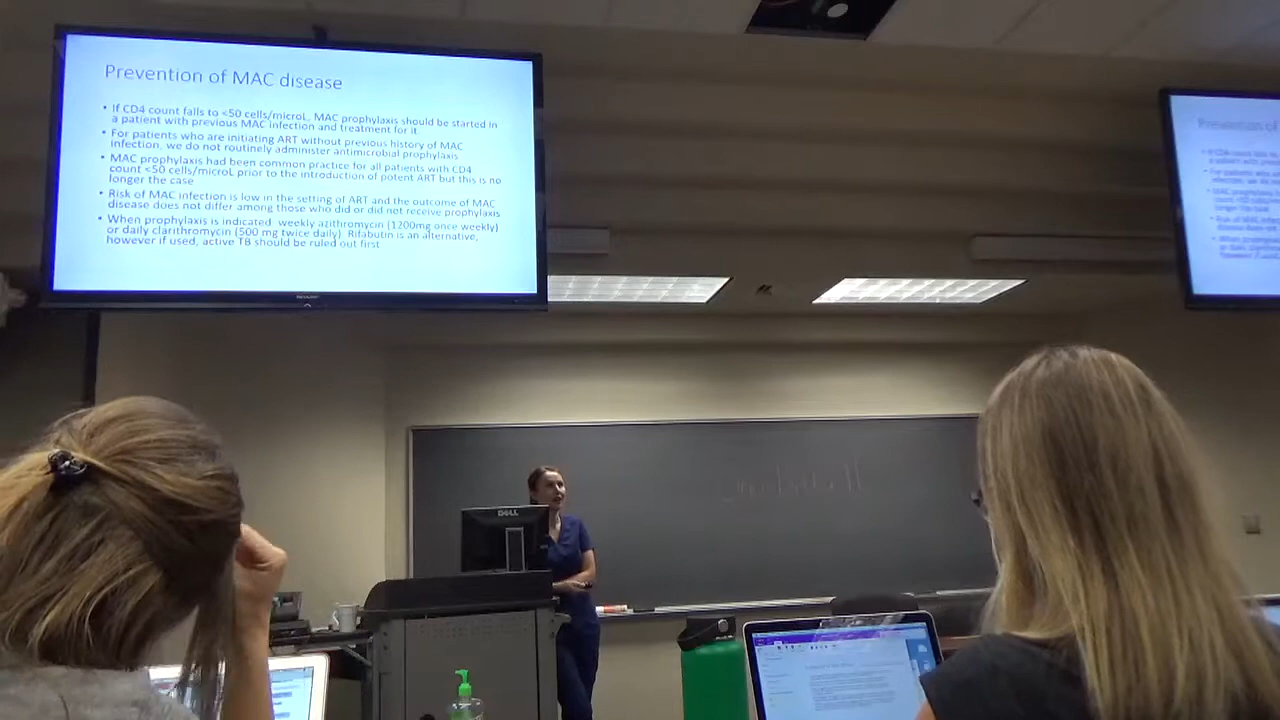 Prevention of MAC disease
• If CD4 count falls to <50 cells/microL, MAC prophylaxis should be started in
a patient with previous MAC infection and treatment for it
• For patients who are initiating ART without previous history of MAC
infection, we do not routinely administer antimicrobial prophylaxis
• MAC prophylaxis had been common practice for all patients with CD4
count <50 cells/microL prior to the introduction of potent ART but this is no
longer the case
• Risk of MAC infection is low in the setting of ART and the outcome of MAC
disease does not differ among those who did or did not receive prophylaxis
• When prophylaxis is indicated weekly azithromycin (1200mg once weekly)
or daily clarithromycin (500 mg twice daily). Rifabutin is an alternative,
however if used, active TB should be ruled out first
Prevention of
DELL